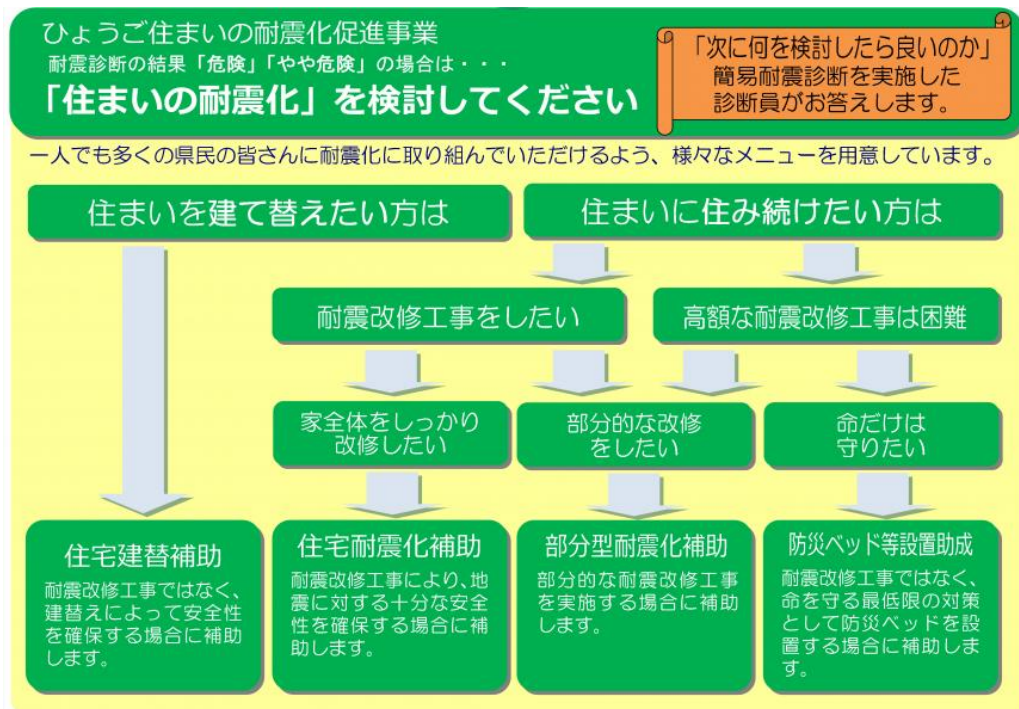 ひょうご住まいの耐震化促進事業
耐震診断の結果「危険」「やや危険」の場合は・・・
「住まいの耐震化」を検討してください
「次に何を検討したら良いのか」
簡易耐震診断を実施した
診断員がお答えします。
一人でも多くの県民の皆さんに耐震化に取り組んでいただけるよう、様々なメニューを用意しています。
住まいを建て替えたい方は
住まいに住み続けたい方は
耐震改修工事をしたい
高額な耐震改修工事は困難
家全体をしっかり
改修したい
部分的な改修
をしたい
命だけは
守りたい
住宅建替補助
耐震改修工事ではなく、
建替えによって安全性
を確保する場合に補助
します。
住宅耐震化補助
耐震改修工事により、地
震に対する十分な安全
性を確保する場合に補
助します。
部分型耐震化補助
部分的な耐震改修工事
を実施する場合に補助
します。
防災ベッド等設置助成
耐震改修工事ではなく、
命を守る最低限の対策
として防災ベッドを設
置する場合に補助しま
す。